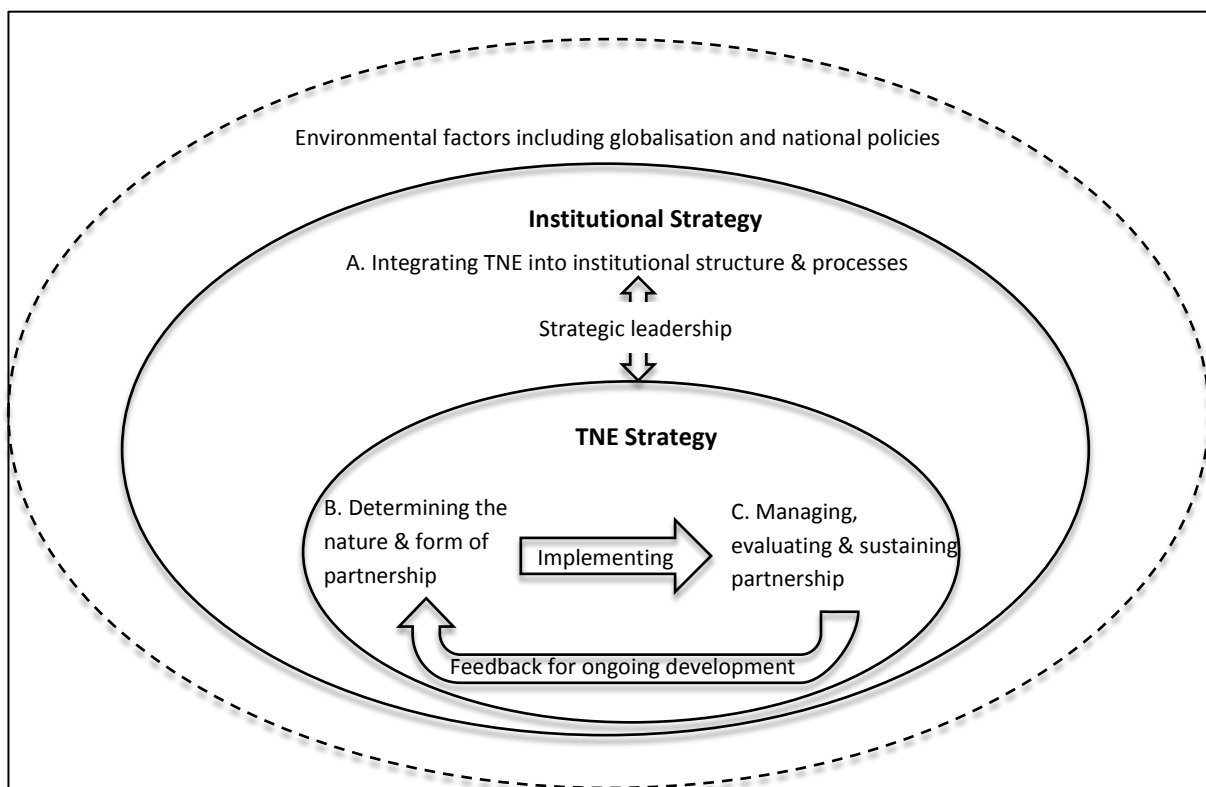 Environmental factors including globalisation and national policies
Institutional Strategy
A. Integrating TNE into institutional structure & processes
Strategic leadership
TNE Strategy
B. Determining the
nature & form of
partnership
Implementing
C. Managing,
evaluating & sustaining
partnership
Feedback for ongoing development